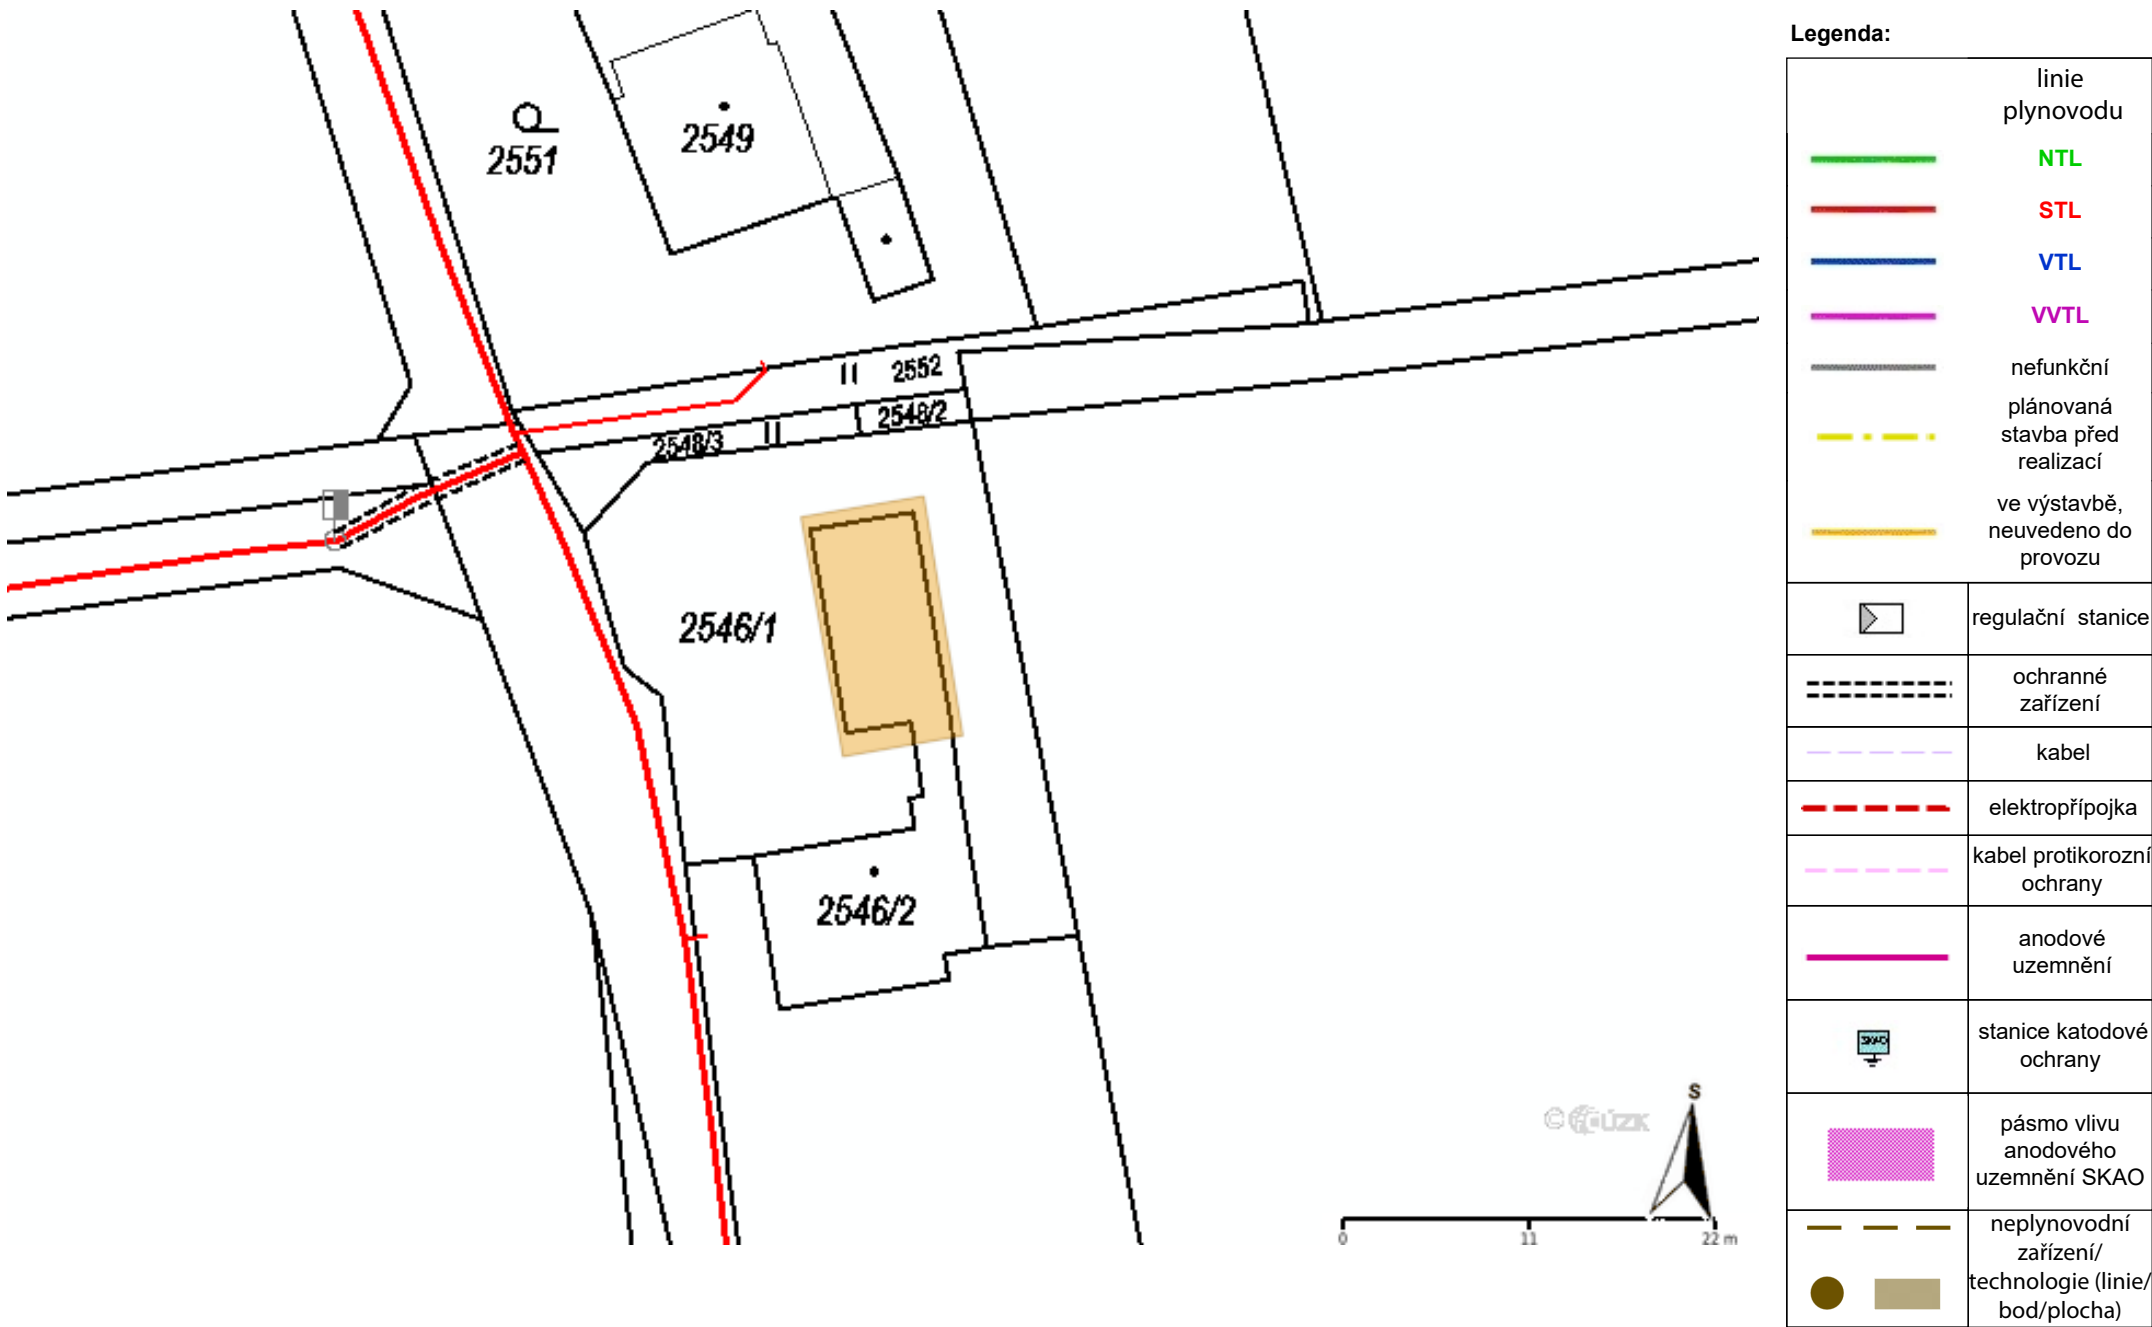 Legenda:
linie
plynovodu
NTL
STL
VTL
VVTL
nefunkční
plánovaná
stavba před
realizací
ve výstavbě,
neuvedeno do
provozu
regulační stanice
ochranné
zařízení
kabel
elektropřípojka
kabel protikorozní
ochrany
anodové
uzemnění
SKAO
stanice katodové
ochrany
pásmo vlivu
anodového
uzemnění SKAO
neplynovodní
zařízení/
technologie (linie/
bod/plocha)
2551
2549
2552
2548/2
2548/3
2546/1
2546/2
© ČÚZK
S
0
11
22 m